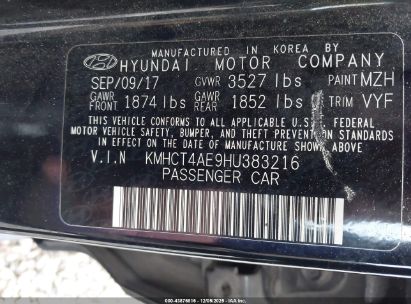 MANUFACTURED IN KOREA BY
HYUNDAI MOTOR COMPANY
SEP/09/17 GVWR 3527 lbs PAINT MZH
GAWR FRONT 1874 lbs GAWR REAR 1852 lbs TRIM VYF
THIS VEHICLE CONFORMS TO ALL APPLICABLE U.S. FEDERAL
MOTOR VEHICLE SAFETY, BUMPER, AND THEFT PREVENTION STANDARDS
IN EFFECT ON THE DATE OF MANUFACTURE SHOWN ABOVE.
V.I.N KMHCT4AE9HU383216
PASSENGER CAR